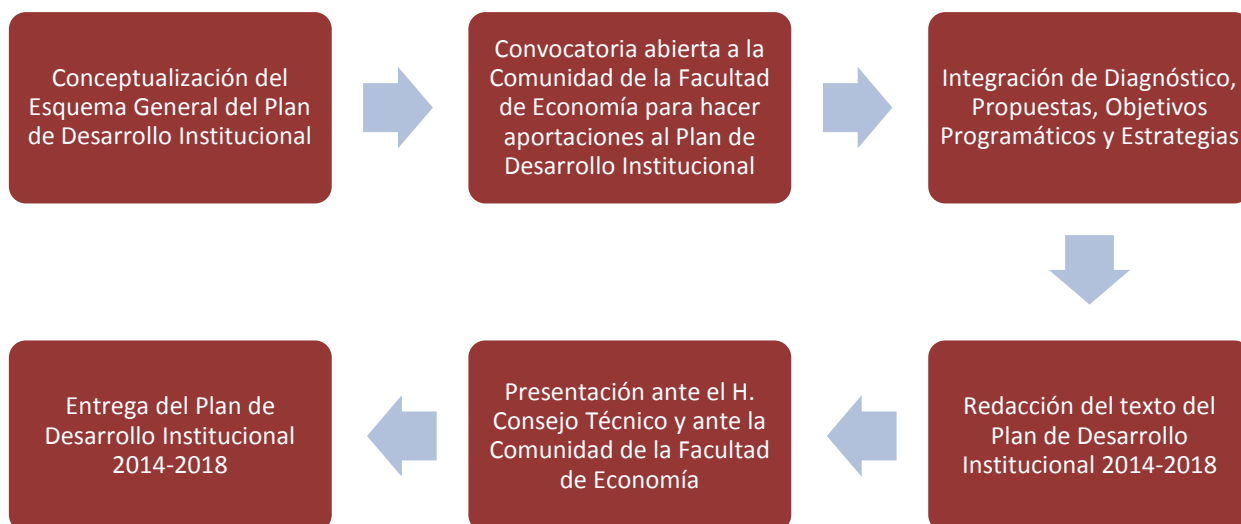 Conceptualización del
Esquema General del Plan
de Desarrollo Institucional
Convocatoria abierta a la
Comunidad de la Facultad
de Economía para hacer
aportaciones al Plan de
Desarrollo Institucional
Integración de Diagnóstico,
Propuestas, Objetivos
Programáticos y Estrategias
Redacción del texto del
Plan de Desarrollo
Institucional 2014-2018
Presentación ante el H.
Consejo Técnico y ante la
Comunidad de la Facultad
de Economía
Entrega del Plan de
Desarrollo Institucional
2014-2018